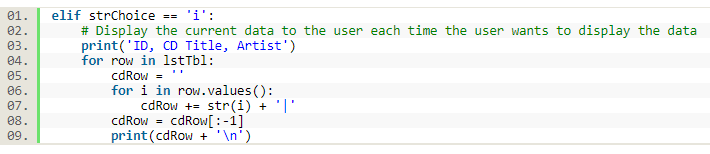 01. elif strChoice == 'i':
02.     # Display the current data to the user each time the user wants to display the data
03.     print('ID, CD Title, Artist')
04.     for row in lstTbl:
05.         cdRow = ''
06.         for i in row.values():
07.             cdRow += str(i) + '|'
08.         cdRow = cdRow[:-1]
09.         print(cdRow + '\n')